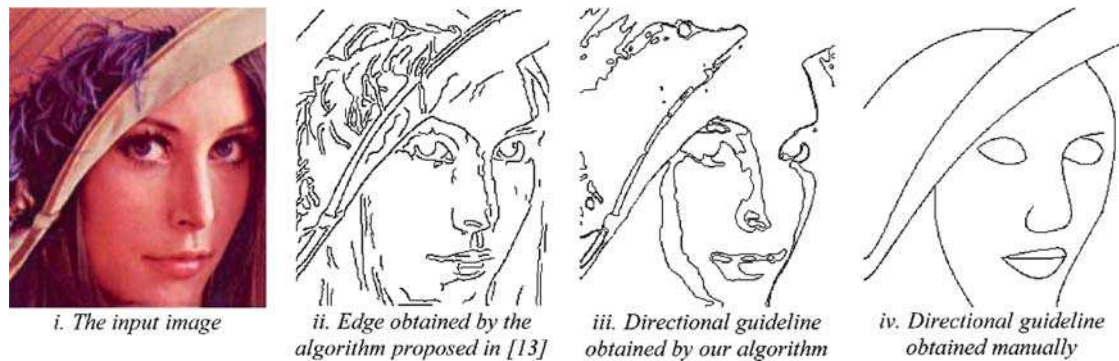 i. The input image
ii. Edge obtained by the
algorithm proposed in [13]
iii. Directional guideline
obtained by our algorithm
iv. Directional guideline
obtained manually